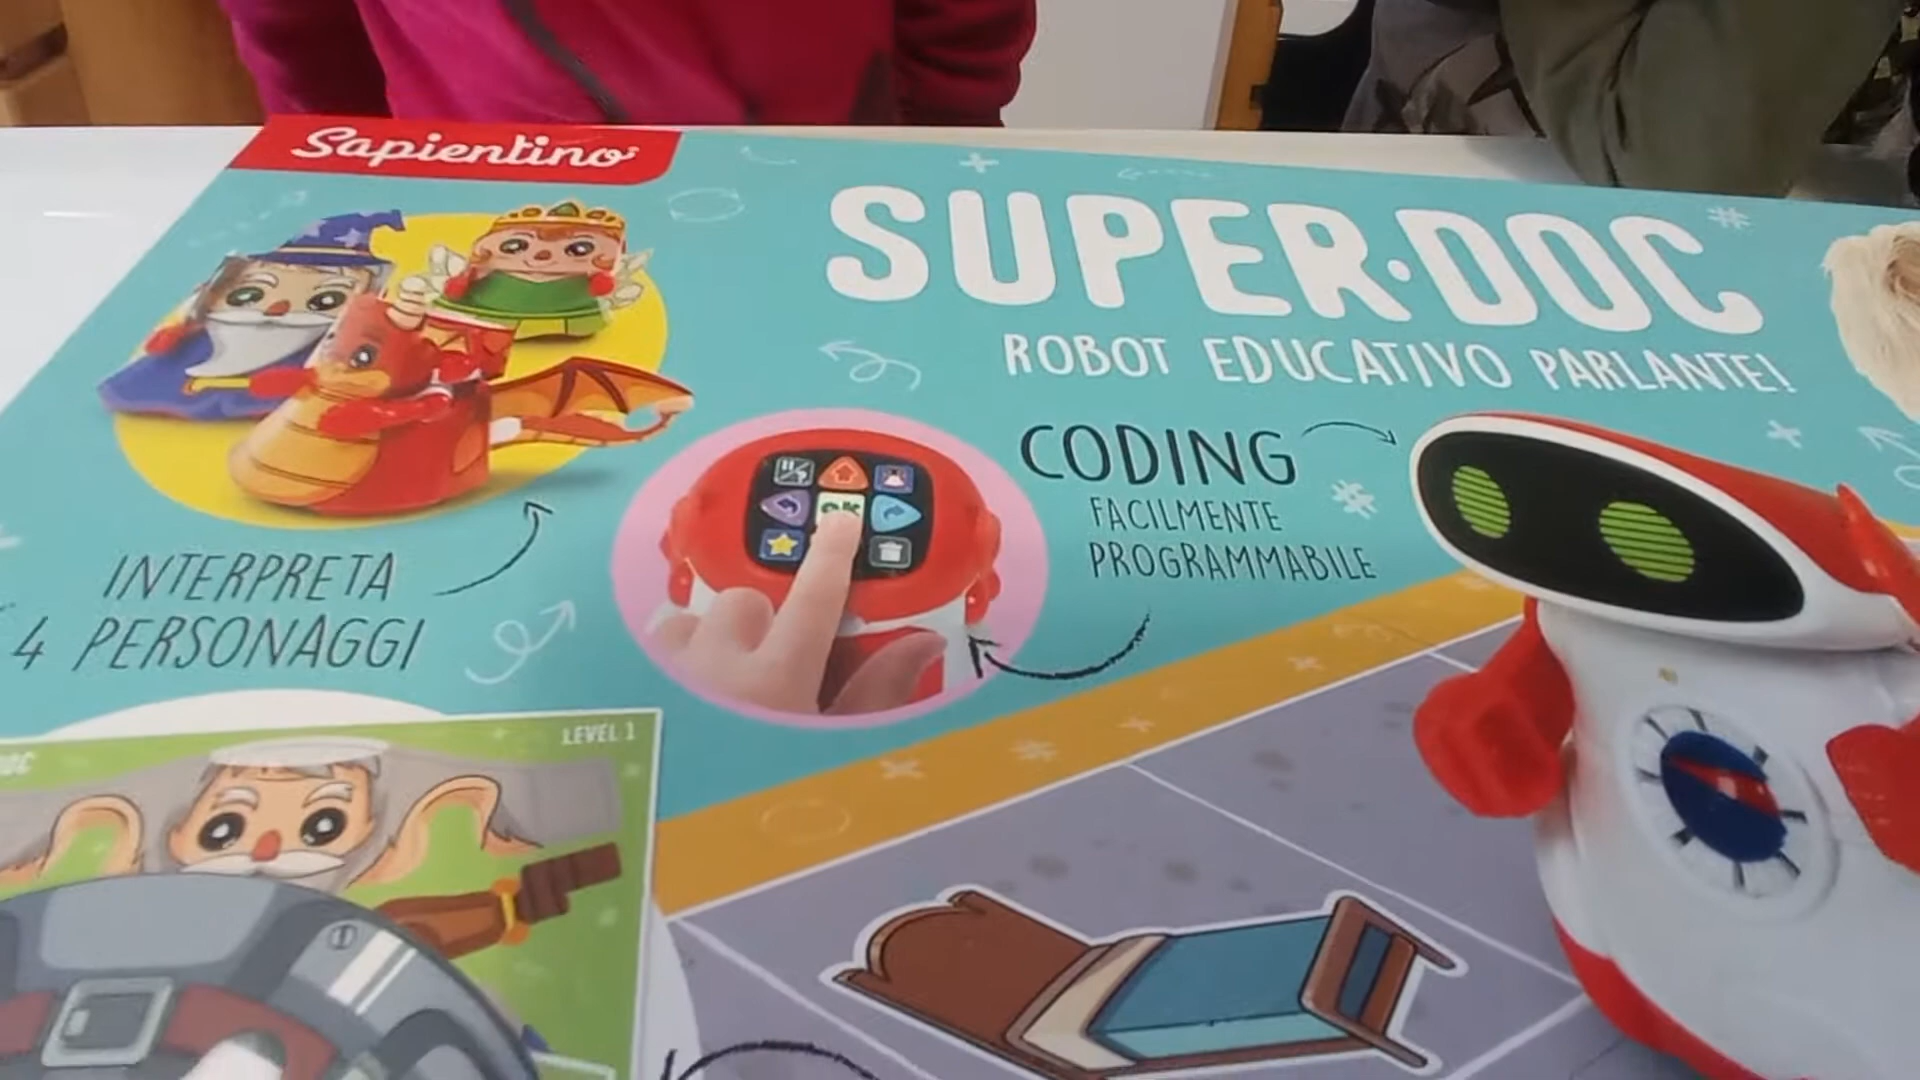 Sapientino
SUPER·DOC
ROBOT EDUCATIVO PARLANTE!
CODING
FACILMENTE
PROGRAMMABILE
OK
INTERPRETA
4 PERSONAGGI
LEVEL 1